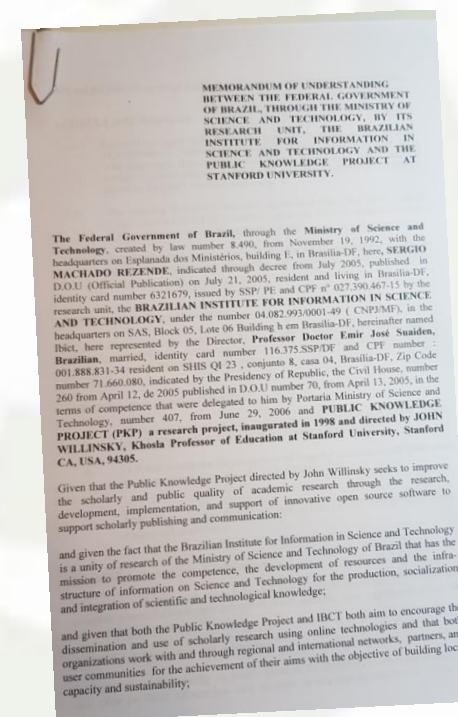 MEMORANDUM OF UNDERSTANDING
BETWEEN THE FEDERAL GOVERNMENT
OF BRAZIL, THROUGH THE MINISTRY OF
SCIENCE AND TECHNOLOGY, BY ITS
RESEARCH UNIT, THE BRAZILIAN
INSTITUTE FOR INFORMATION IN
SCIENCE AND TECHNOLOGY AND THE
PUBLIC KNOWLEDGE PROJECT AT
STANFORD UNIVERSITY.
The Federal Government of Brazil, through the Ministry of Science and
Technology, created by law number 8.490, from November 19, 1992, with the
headquarters on Esplanada dos Ministérios, building E, in Brasilia-DF, here, SERGIO
MACHADO REZENDE, indicated through decree from July 2005, published in
D.O.U (Official Publication) on July 21, 2005, resident and living in Brasilia-DF,
identity card number 6321679, issued by SSP/ PE and CPF n° 027.390.467-15 by the
research unit, the BRAZILIAN INSTITUTE FOR INFORMATION IN SCIENCE
AND TECHNOLOGY, under the number 04.082.993/0001-49 ( CNPJ/MF), in the
headquarters on SAS, Block 05, Lote 06 Building h em Brasilia-DF, hereinafter named
Ibict, here represented by the Director, Professor Doctor Emir José Suaiden,
Brazilian, married, identity card number 116.375.SSP/DF and CPF number :
001.888.831-34 resident on SHIS QI 23 , conjunto 8, casa 04, Brasilia-DF, Zip Code
number 71.660.080, indicated by the Presidency of Republic, the Civil House, number
260 from April 12, de 2005 published in D.O.U number 70, from April 13, 2005, in the
terms of competence that were delegated to him by Portaria Ministry of Science and
Technology, number 407, from June 29, 2006 and PUBLIC KNOWLEDGE
PROJECT (PKP) a research project, inaugurated in 1998 and directed by JOHN
WILLINSKY, Khosla Professor of Education at Stanford University, Stanford
CA, USA, 94305.
Given that the Public Knowledge Project directed by John Willinsky seeks to improve
the scholarly and public quality of academic research through the research,
development, implementation, and support of innovative open source software to
support scholarly publishing and communication:
and given the fact that the Brazilian Institute for Information in Science and Technology
is a unity of research of the Ministry of Science and Technology of Brazil that has the
mission to promote the competence, the development of resources and the infra-
structure of information on Science and Technology for the production, socialization
and integration of scientific and technological knowledge;
and given that both the Public Knowledge Project and IBCT both aim to encourage the
dissemination and use of scholarly research using online technologies and that bot
organizations work with and through regional and international networks, partners, an
user communities for the achievement of their aims with the objective of building loc
capacity and sustainability;